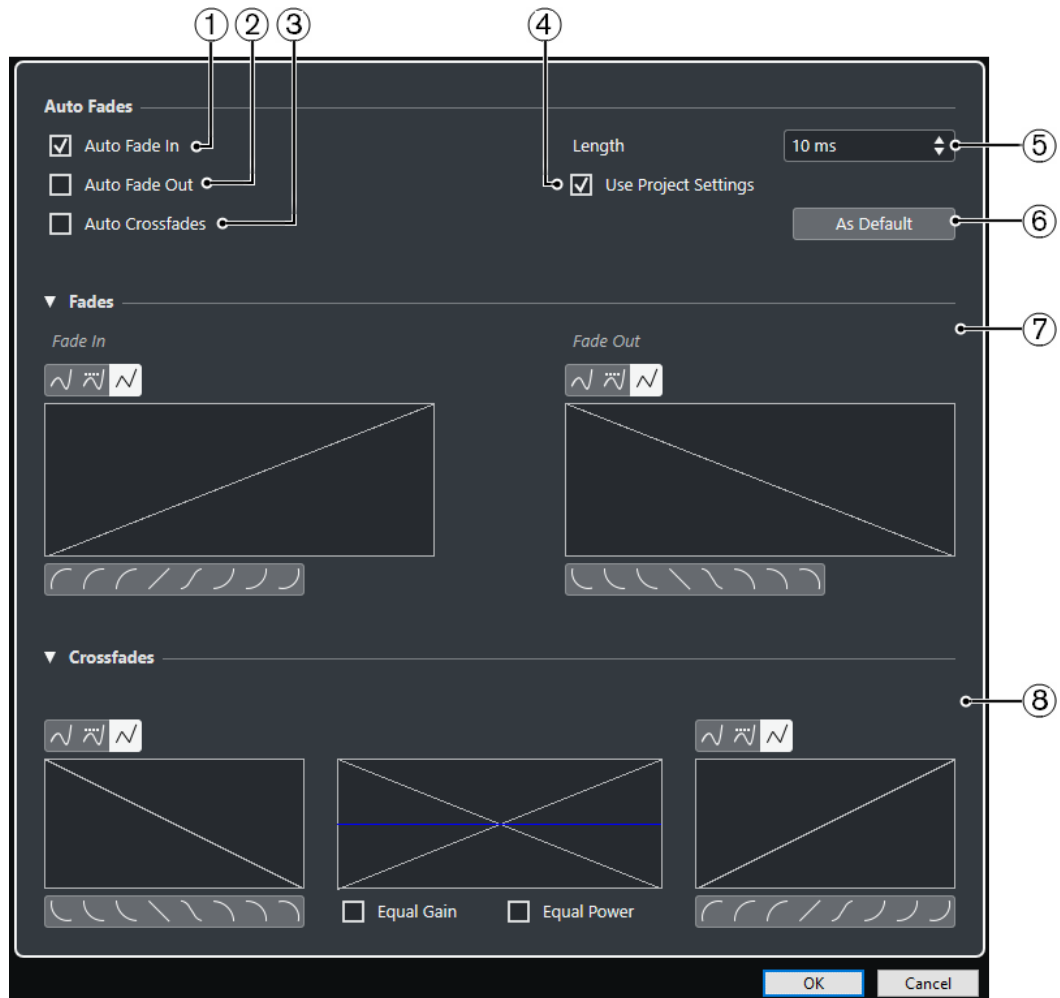 ① ② ③ ④
Auto Fades
Auto Fade In
Length 10 ms ⑤
Auto Fade Out
Use Project Settings
Auto Crossfades
As Default ⑥
Fades
⑦
Fade In Fade Out
Crossfades
⑧
Equal Gain Equal Power
OK Cancel